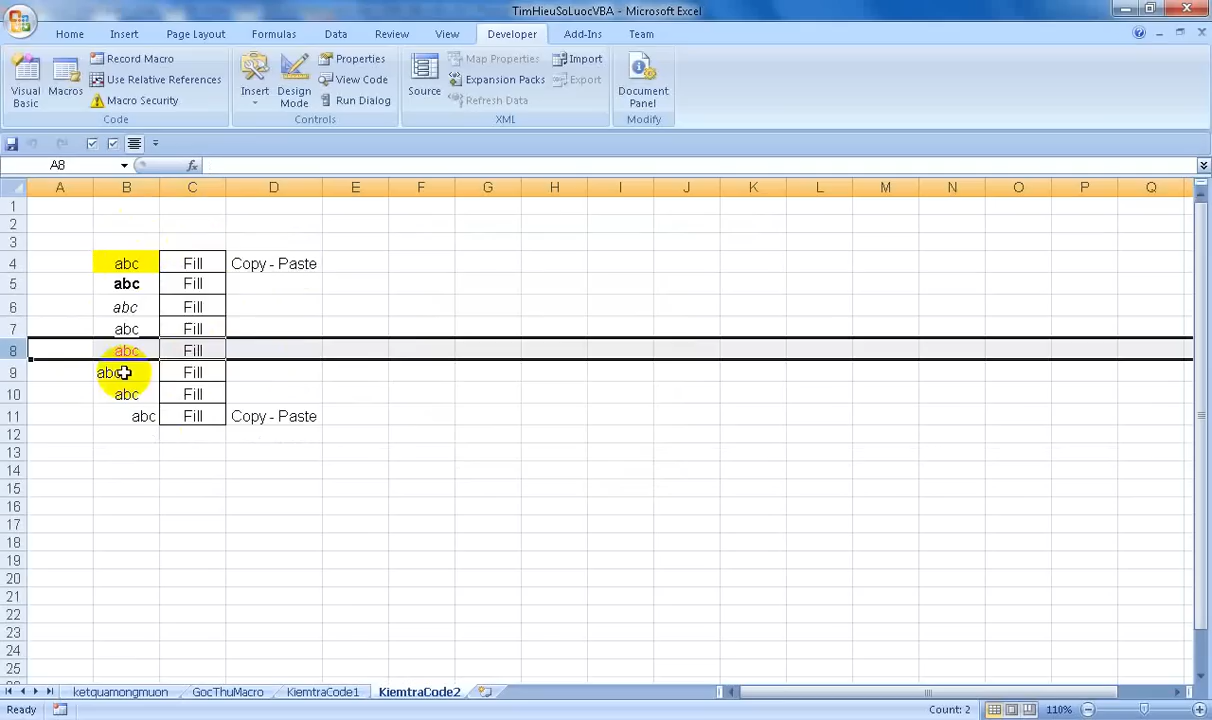 TimHieuSoLuocVBA - Microsoft Excel
Home Insert Page Layout Formulas Data Review View Developer Add-Ins Team
Visual Basic
Macros
Record Macro
Use Relative References
Macro Security
Code
Insert
Design Mode
Properties
View Code
Run Dialog
Controls
Source
Map Properties
Expansion Packs
Refresh Data
Import
Export
XML
Document Panel
Modify
A8 fx
A B C D E F G H I J K L M N O P Q
1
2
3
4 abc Fill Copy - Paste
5 abc Fill
6 abc Fill
7 abc Fill
8 abc Fill
9 abc Fill
10 abc Fill
11 abc Fill Copy - Paste
12
13
14
15
16
17
18
19
20
21
22
23
24
25
ketquamongmuon GocThuMacro KiemtraCode1 KiemtraCode2
Ready Count: 2 110%